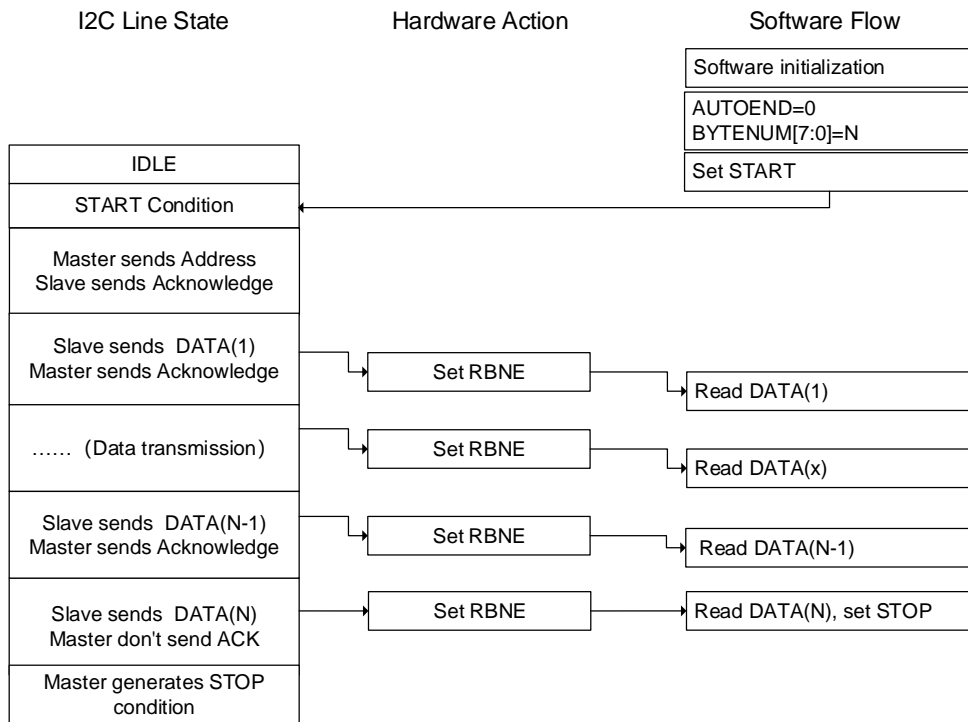 I2C Line State
Hardware Action
Software Flow
Software initialization
AUTOEND=0
BYTENUM[7:0]=N
Set START
IDLE
START Condition
Master sends Address
Slave sends Acknowledge
Slave sends DATA(1)
Master sends Acknowledge
Set RBNE
Read DATA(1)
...... (Data transmission)
Set RBNE
Read DATA(x)
Slave sends DATA(N-1)
Master sends Acknowledge
Set RBNE
Read DATA(N-1)
Slave sends DATA(N)
Master don't send ACK
Set RBNE
Read DATA(N), set STOP
Master generates STOP
condition